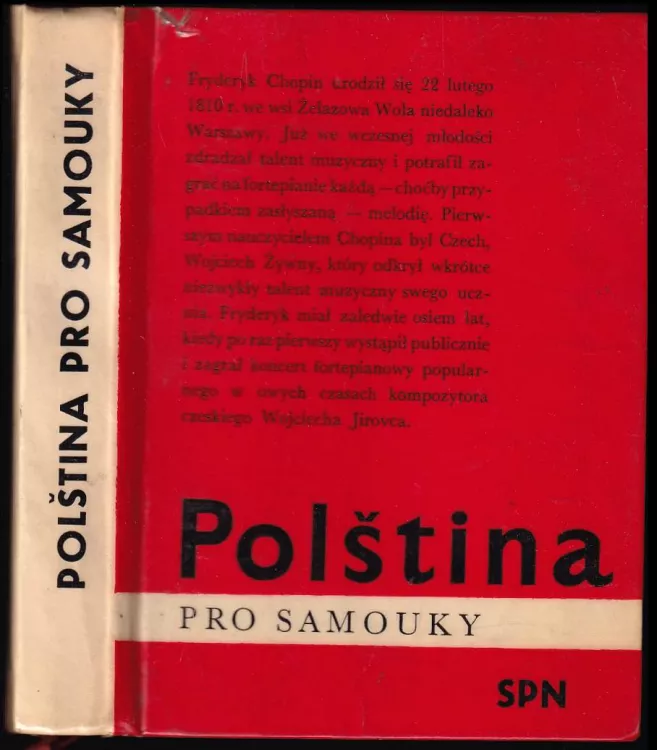 POLŠTINA PRO SAMOUKY
Fryderyk Chopin urodził się 22 lutego
1810 r. we wsi Żelazowa Wola niedaleko
Warszawy. Już we wczesnej młodości
zdradzał talent muzyczny i potrafił za-
grać na fortepianie każdą — choćby przy-
padkiem zasłyszaną — melodię. Pierw-
szym nauczycielem Chopina był Czech,
Wojciech Żywny, który odkrył wkrótce
niezwykły talent muzyczny swego ucz-
nia. Fryderyk miał zaledwie osiem lat,
kiedy po raz pierwszy wystąpił publicznie
i zagrał koncert fortepianowy popular-
nego w owych czasach kompozytora
czeskiego Wojciecha Jirovca.
Polština
PRO SAMOUKY
SPN